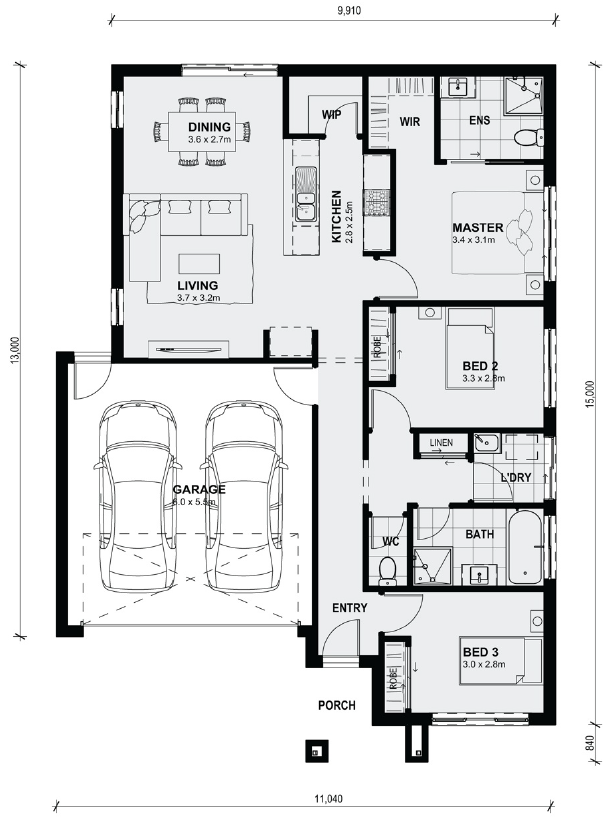 9,910
DINING
3.6 x 2.7m
WIP
WIR
ENS
KITCHEN
2.8 x 2.5m
MASTER
3.4 x 3.1m
LIVING
3.7 x 3.2m
13,000
15,000
ROBE
BED 2
3.3 x 2.8m
LINEN
L'DRY
GARAGE
6.0 x 5.5m
WC
BATH
ENTRY
BED 3
3.0 x 2.8m
ROBE
PORCH
840
11,040